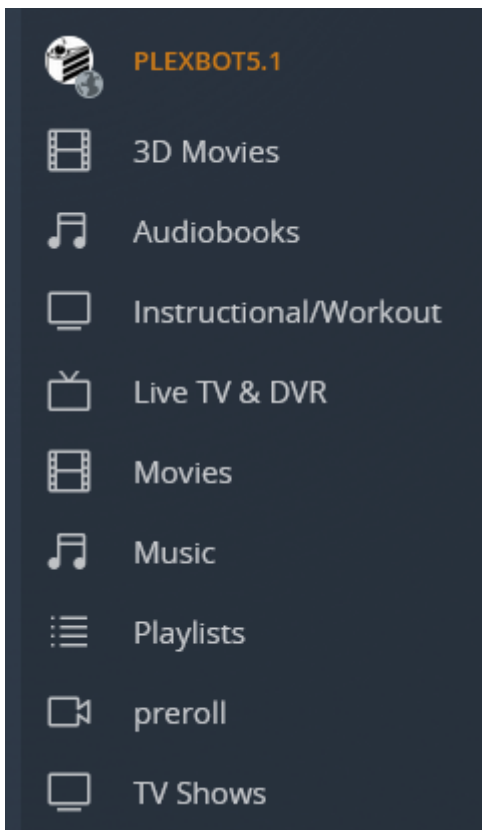 PLEXBOT5.1
3D Movies
Audiobooks
Instructional/Workout
Live TV & DVR
Movies
Music
Playlists
preroll
TV Shows